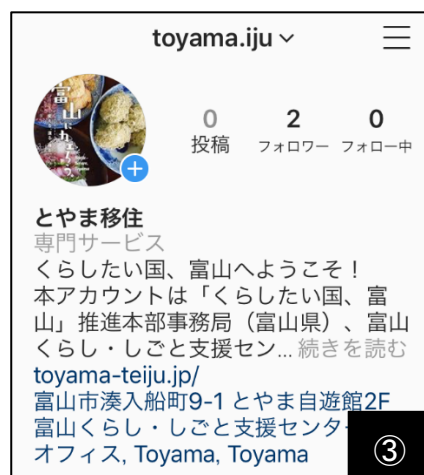 toyama.iju
0
2
0
投稿
フォロワー
フォロー中
富山
とやま移住
専門サービス
くらしたい国、富山へようこそ！
本アカウントは「くらしたい国、富
山」推進本部事務局（富山県）、富山
くらし・しごと支援セン... 続きを読む
toyama-teiju.jp/
富山市湊入船町9-1 とやま自遊館2F
富山くらし・しごと支援センター
オフィス, Toyama, Toyama
③